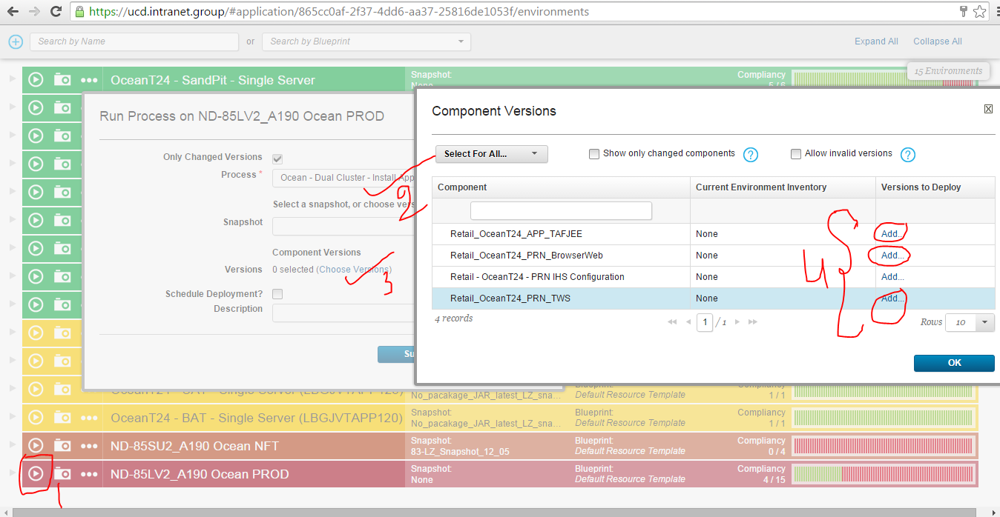 https://ucd.intranet.group/#application/865cc0af-2f37-4dd6-aa37-25816de1053f/environments
Search by Name
or
Search by Blueprint
Expand All
Collapse All
15 Environments
OceanT24 - SandPit - Single Server
Snapshot:
None
Compliancy
5 / 6
Run Process on ND-85LV2_A190 Ocean PROD
Only Changed Versions
Process *
Ocean - Dual Cluster - Install App
Select a snapshot, or choose vers
Snapshot
Component Versions
Versions
0 selected (Choose Versions)
Schedule Deployment?
Description
Su
Component Versions
Select For All...
Show only changed components
?
Allow invalid versions
?
Component
Current Environment Inventory
Versions to Deploy
Retail_OceanT24_APP_TAFJEE
None
Add...
Retail_OceanT24_PRN_BrowserWeb
None
Add...
Retail - OceanT24 - PRN IHS Configuration
None
Add...
Retail_OceanT24_PRN_TWS
None
Add...
4 records
1
/ 1
Rows
10
OK
2
3
4
OceanT24 - SAT - Single Server (LBGJVTAPP120)
No_pacakage_JAR_latest_LZ_sna...
Blueprint:
Default Resource Template
Compliancy
1 / 1
OceanT24 - BAT - Single Server (LBGJVTAPP120)
Snapshot:
No_pacakage_JAR_latest_LZ_sna...
Blueprint:
Default Resource Template
Compliancy
1 / 1
ND-85SU2_A190 Ocean NFT
Snapshot:
83-LZ_Snapshot_12_05
Blueprint:
Default Resource Template
Compliancy
0 / 4
ND-85LV2_A190 Ocean PROD
Snapshot:
None
Blueprint:
Default Resource Template
Compliancy
4 / 15
1